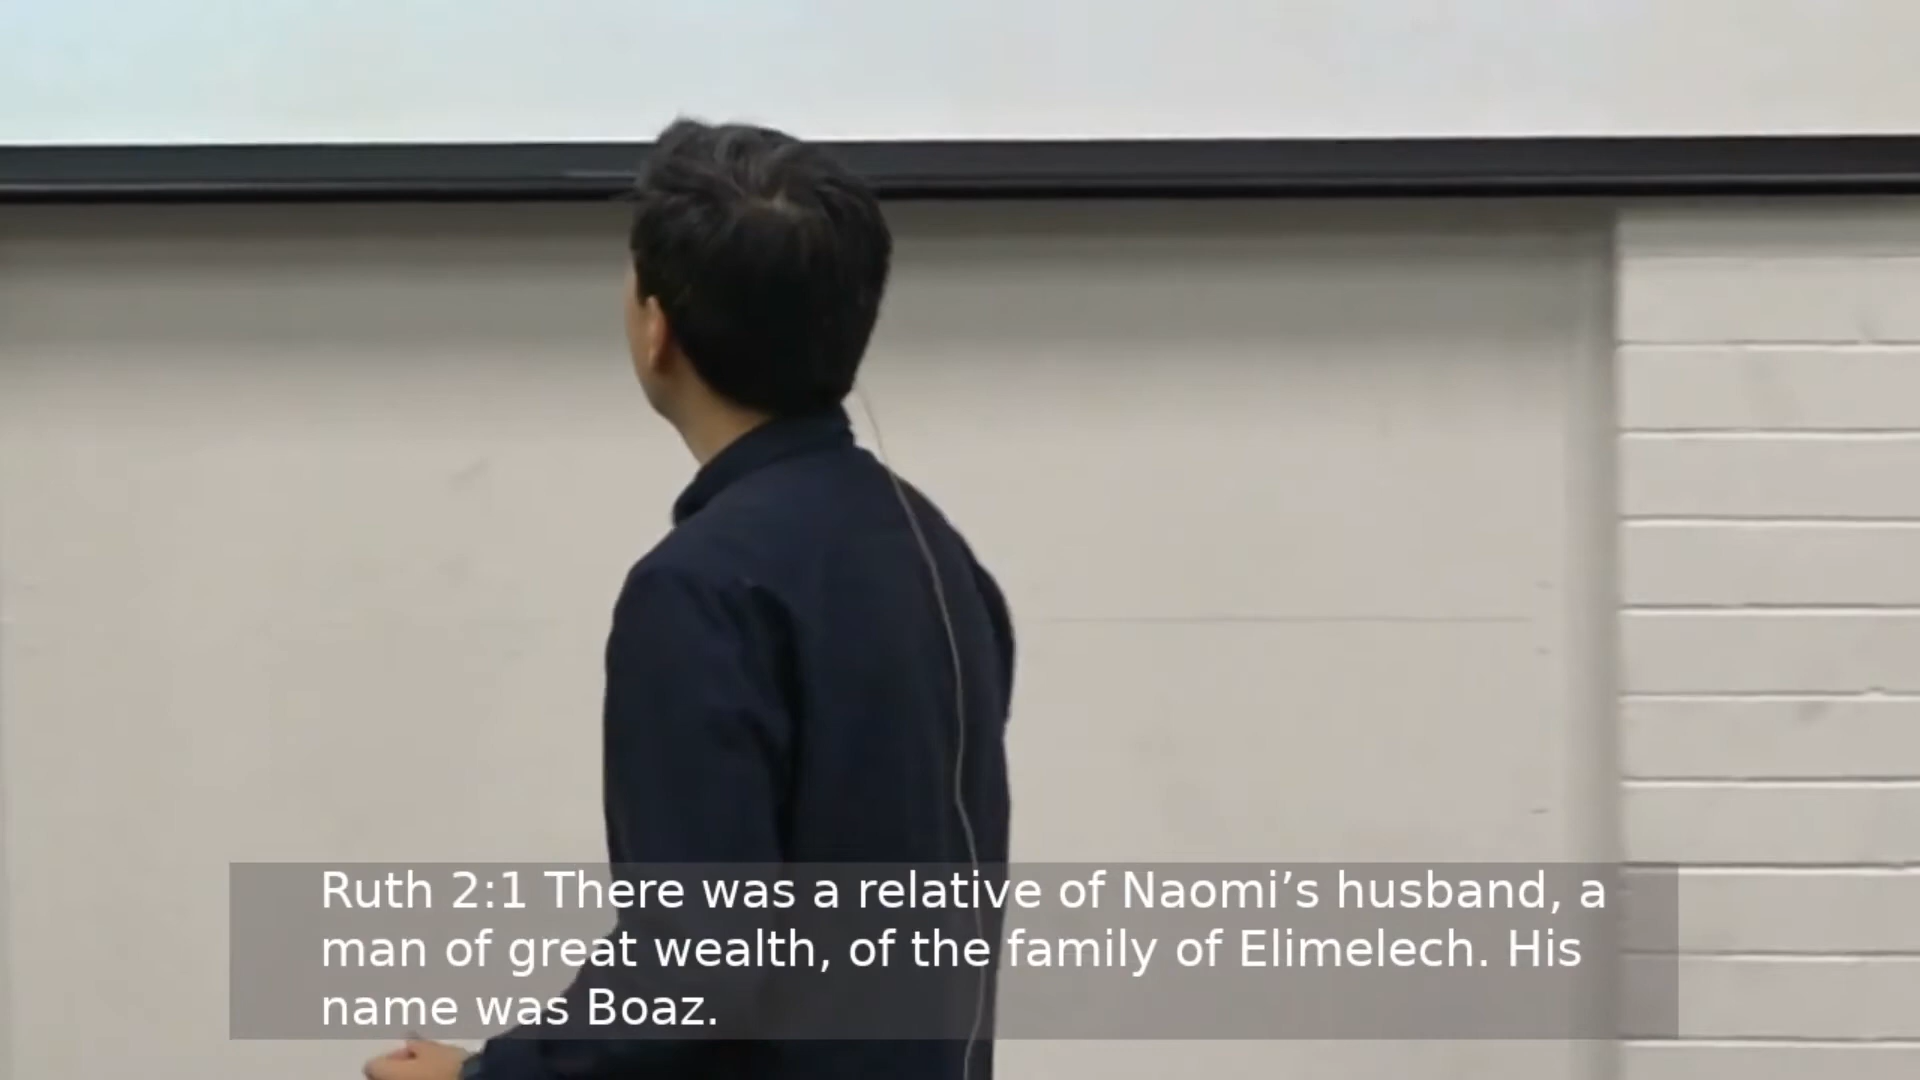 Ruth 2:1 There was a relative of Naomi’s husband, a
man of great wealth, of the family of Elimelech. His
name was Boaz.